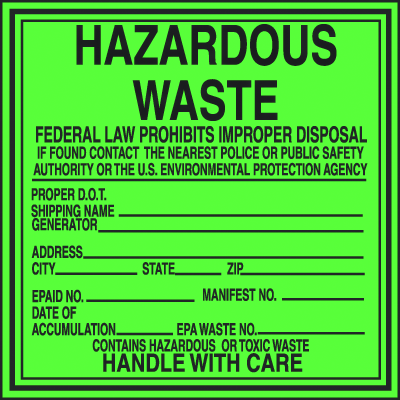 HAZARDOUS
WASTE
FEDERAL LAW PROHIBITS IMPROPER DISPOSAL
IF FOUND CONTACT THE NEAREST POLICE OR PUBLIC SAFETY
AUTHORITY OR THE U.S. ENVIRONMENTAL PROTECTION AGENCY
PROPER D.O.T.
SHIPPING NAME
GENERATOR
ADDRESS
CITY STATE ZIP
EPAID NO. MANIFEST NO.
DATE OF
ACCUMULATION EPA WASTE NO.
CONTAINS HAZARDOUS OR TOXIC WASTE
HANDLE WITH CARE